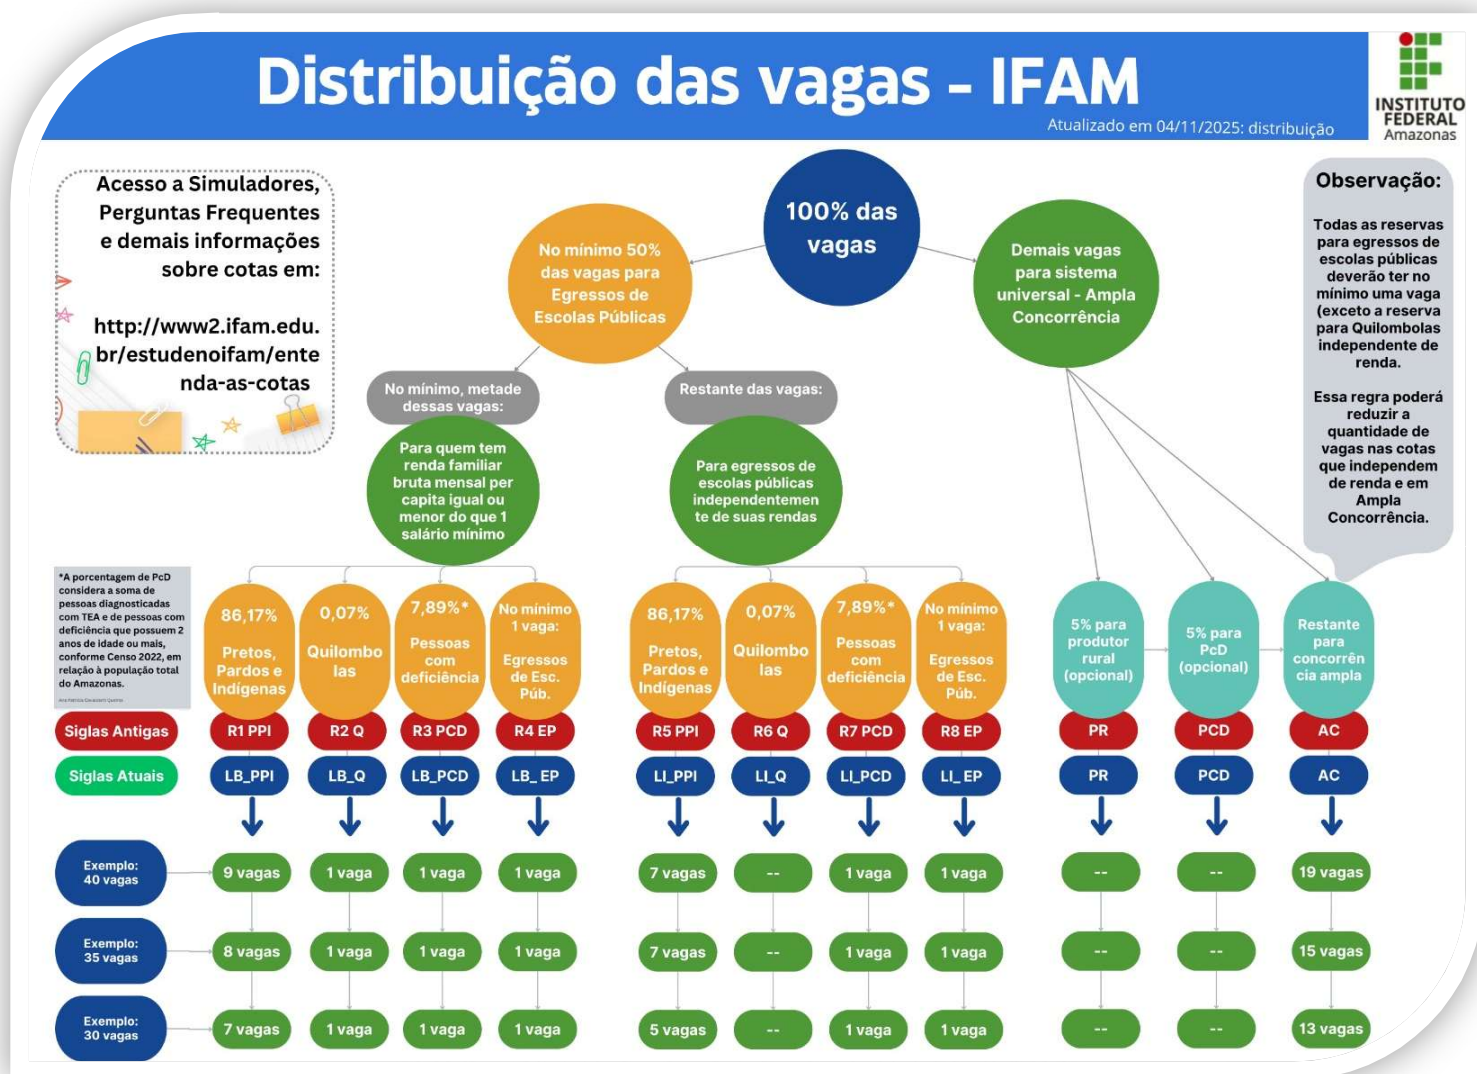 Distribuição das vagas - IFAM
Atualizado em 04/11/2025: distribuição
INSTITUTO
FEDERAL
Amazonas
Acesso a Simuladores,
Perguntas Frequentes
e demais informações
sobre cotas em:
http://www2.ifam.edu.
br/estudenoifam/ente
nda-as-cotas
100% das
vagas
No mínimo 50%
das vagas para
Egressos de
Escolas Públicas
Demais vagas
para sistema
universal - Ampla
Concorrência
Observação:
Todas as reservas
para egressos de
escolas públicas
deverão ter no
mínimo uma vaga
(exceto a reserva
para Quilombolas
independente de
renda.
Essa regra poderá
reduzir a
quantidade de
vagas nas cotas
que independem
de renda e em
Ampla
Concorrência.
No mínimo, metade
dessas vagas:
Restante das vagas:
Para quem tem
renda familiar
bruta mensal per
capita igual ou
menor do que 1
salário mínimo
Para egressos de
escolas públicas
independentemen
te de suas rendas
*A porcentagem de PcD
considera a soma de
pessoas diagnosticadas
com TEA e de pessoas com
deficiência que possuem 2
anos de idade ou mais,
conforme Censo 2022, em
relação à população total
do Amazonas.
86,17%
Pretos,
Pardos e
Indígenas
0,07%
Quilombo
las
7,89%*
Pessoas
com
deficiência
No mínimo
1 vaga:
Egressos
de Esc.
Púb.
86,17%
Pretos,
Pardos e
Indígenas
0,07%
Quilombo
las
7,89%*
Pessoas
com
deficiência
No mínimo
1 vaga:
Egressos
de Esc.
Púb.
5% para
produtor
rural
(opcional)
5% para
PcD
(opcional)
Restante
para
concorrên
cia ampla
Siglas Antigas R1 PPI R2 Q R3 PCD R4 EP R5 PPI R6 Q R7 PCD R8 EP PR PCD AC
Siglas Atuais LB_PPI LB_Q LB_PCD LB_ EP LI_PPI LI_Q LI_PCD LI_ EP PR PCD AC
Exemplo:
40 vagas
9 vagas 1 vaga 1 vaga 1 vaga 7 vagas -- 1 vaga 1 vaga -- -- 19 vagas
Exemplo:
35 vagas
8 vagas 1 vaga 1 vaga 1 vaga 7 vagas -- 1 vaga 1 vaga -- -- 15 vagas
Exemplo:
30 vagas
7 vagas 1 vaga 1 vaga 1 vaga 5 vagas -- 1 vaga 1 vaga -- -- 13 vagas